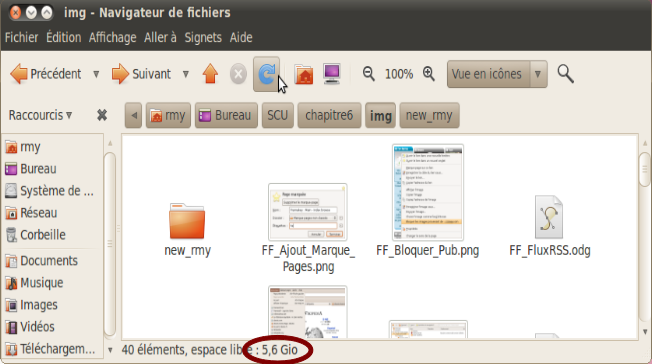 img - Navigateur de fichiers
Fichier Édition Affichage Aller à Signets Aide
Précédent Suivant 100% Vue en icônes
Raccourcis rmy Bureau SCU chapitre6 img new_rmy
rmy
Bureau
Système de ...
Réseau
Corbeille
Documents
Musique
Images
Vidéos
Téléchargem...
new_rmy
FF_Ajout_Marque_
Pages.png
FF_Bloquer_Pub.png
FF_FluxRSS.odg
40 éléments, espace libre : 5,6 Gio